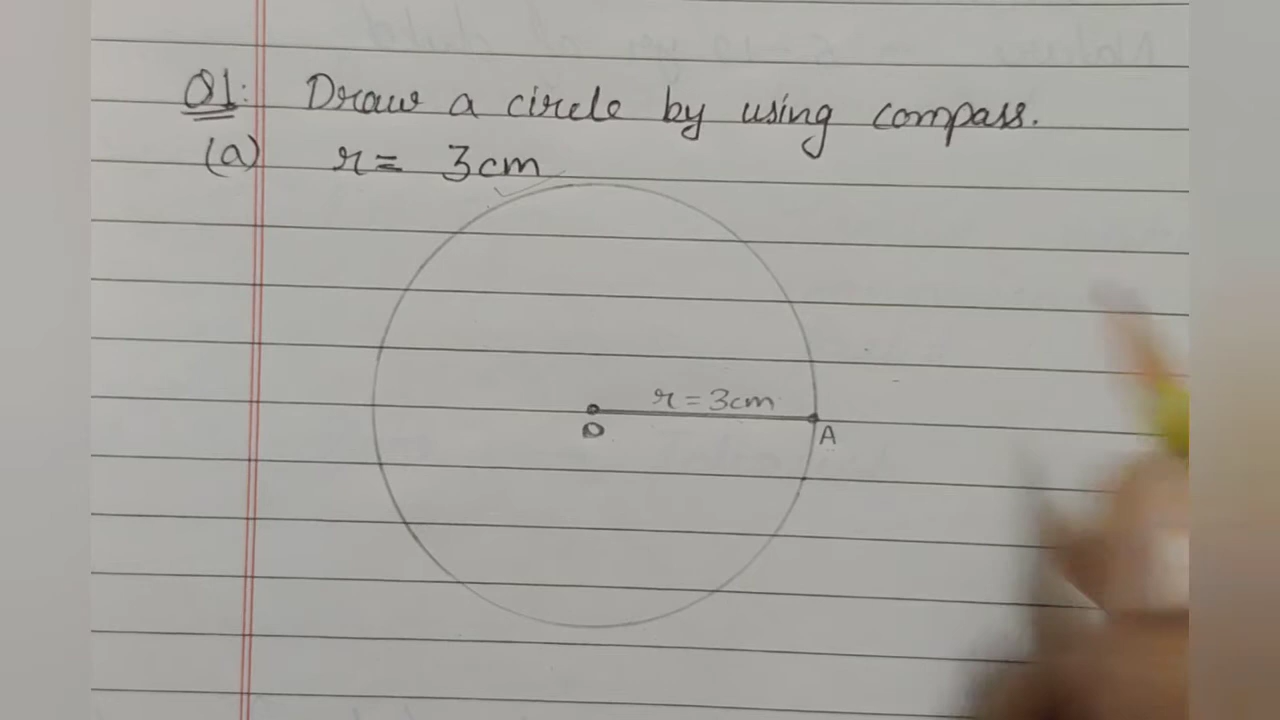 Q1: Draw a circle by using compass.
(a) r = 3cm
r = 3cm
O
A